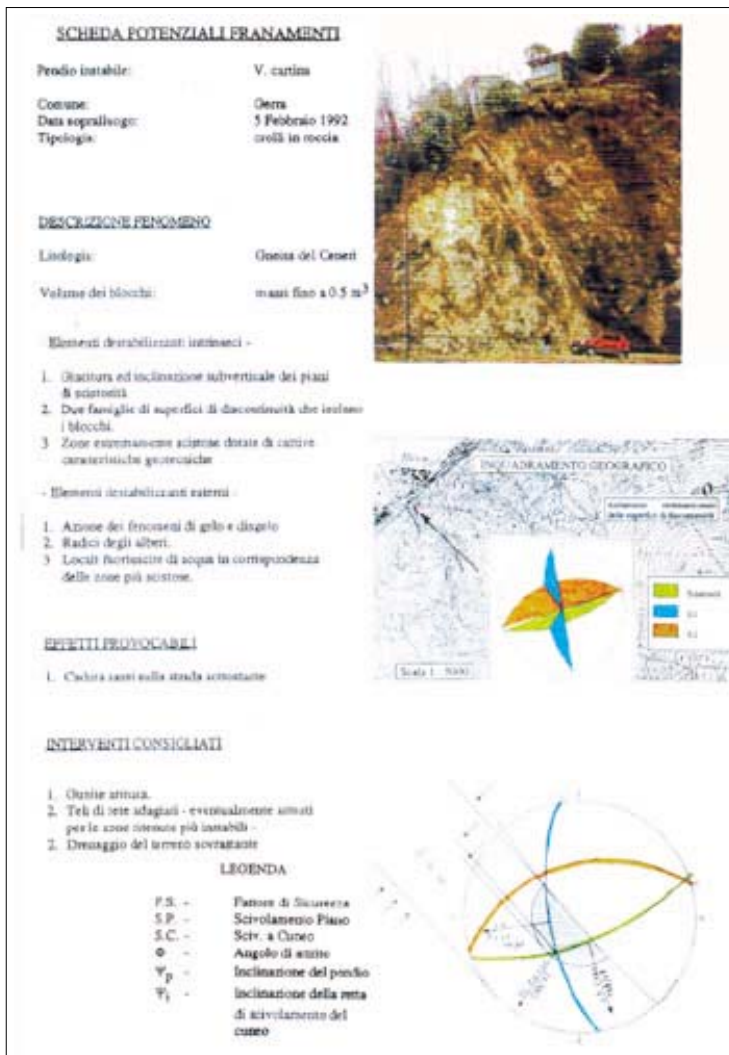 SCHEDA POTENZIALI FRANAMENTI
Pendio instabile: V. cartina
Comune: Gerra
Data sopralluogo: 5 Febbraio 1992
Tipologia: crolli in roccia
DESCRIZIONE FENOMENO
Litologia: Gneiss del Ceneri
Volume dei blocchi: massi fino a 0.5 m³
Elementi destabilizzanti intrinseci -
1. Giacitura ed inclinazione subverticale dei piani
di scistosità
2. Due famiglie di superfici di discontinuità che isolano
i blocchi.
3 Zone estremamente scistose dotate di cattive
caratteristiche geotecniche
- Elementi destabilizzanti esterni -
1. Azione dei fenomeni di gelo e disgelo
2. Radici degli alberi.
3 Locali fuoriuscite di acqua in corrispondenza
delle zone più scistose.
EFFETTI PROVOCABILI
1. Caduta sassi sulla strada sottostante
INTERVENTI CONSIGLIATI
1. Gunite armata.
2. Teli di rete adagiati - eventualmente armati
per le zone ritenute più instabili -
2. Drenaggio del terreno sovrastante
INQUADRAMENTO GEOGRAFICO
delle superfici di discontinuità
Scistosità
Scala 1
LEGENDA
F.S. - Fattore di Sicurezza
S.P. - Scivolamento Piano
S.C. - Sciv. a Cuneo
Φ - Angolo di attrito
Ψp - Inclinazione del pendio
Ψi - Inclinazione della retta
di scivolamento del
cuneo